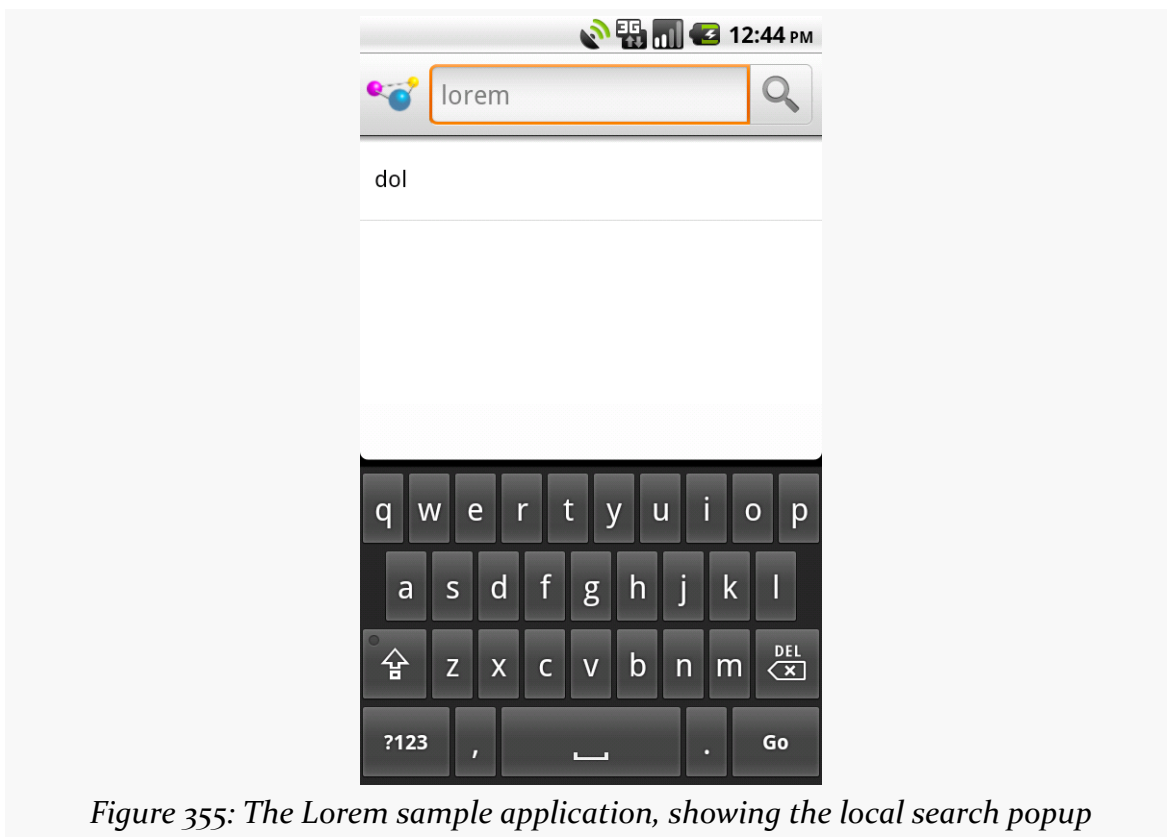 3G 12:44 PM
lorem
dol
q w e r t y u i o p
a s d f g h j k l
z x c v b n m DEL
?123 , . Go
Figure 355: The Lorem sample application, showing the local search popup